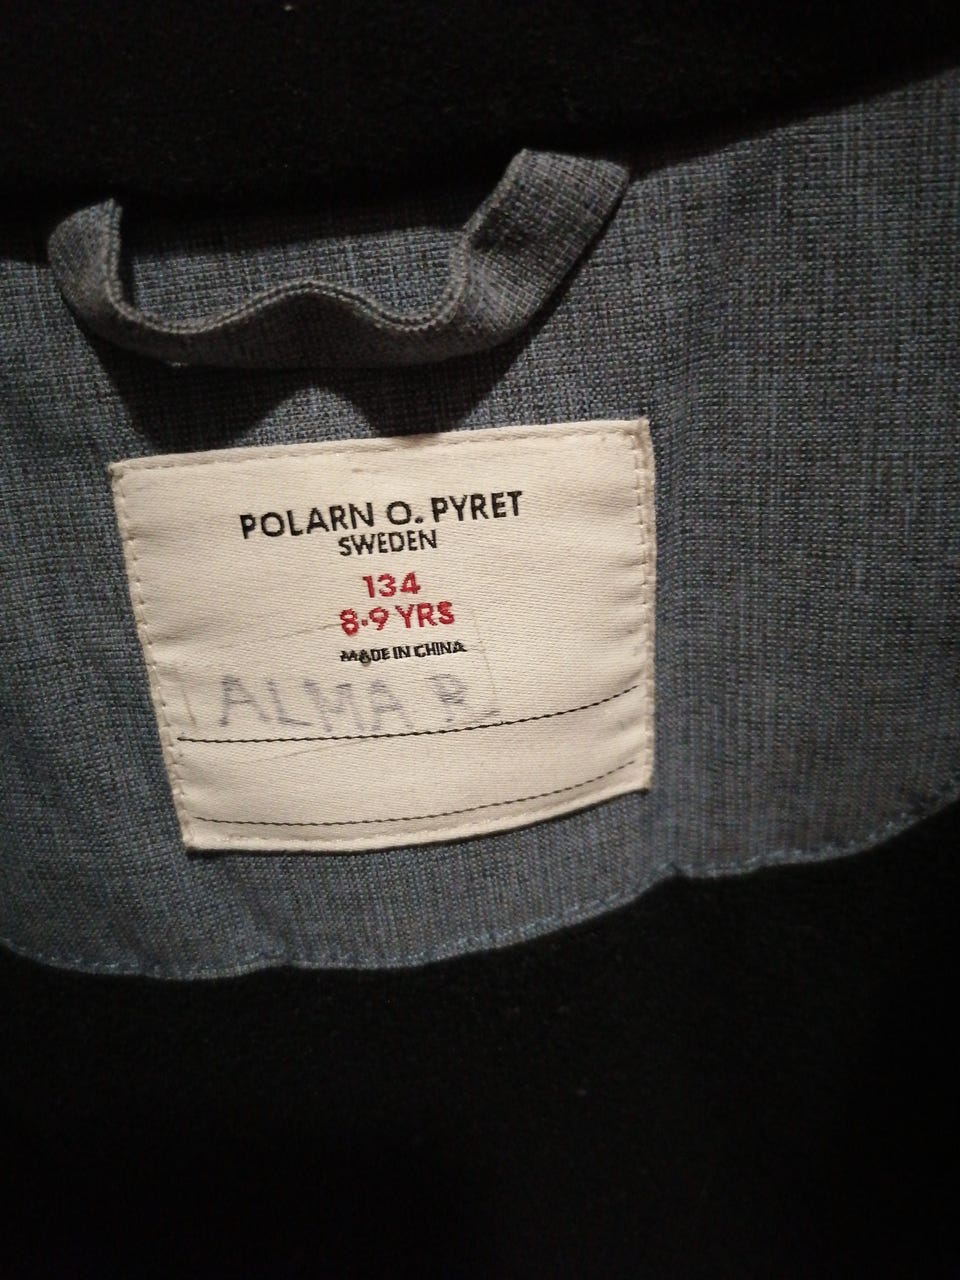 POLARN O. PYRET
SWEDEN
134
8-9 YRS
MADE IN CHINA
ALMA R